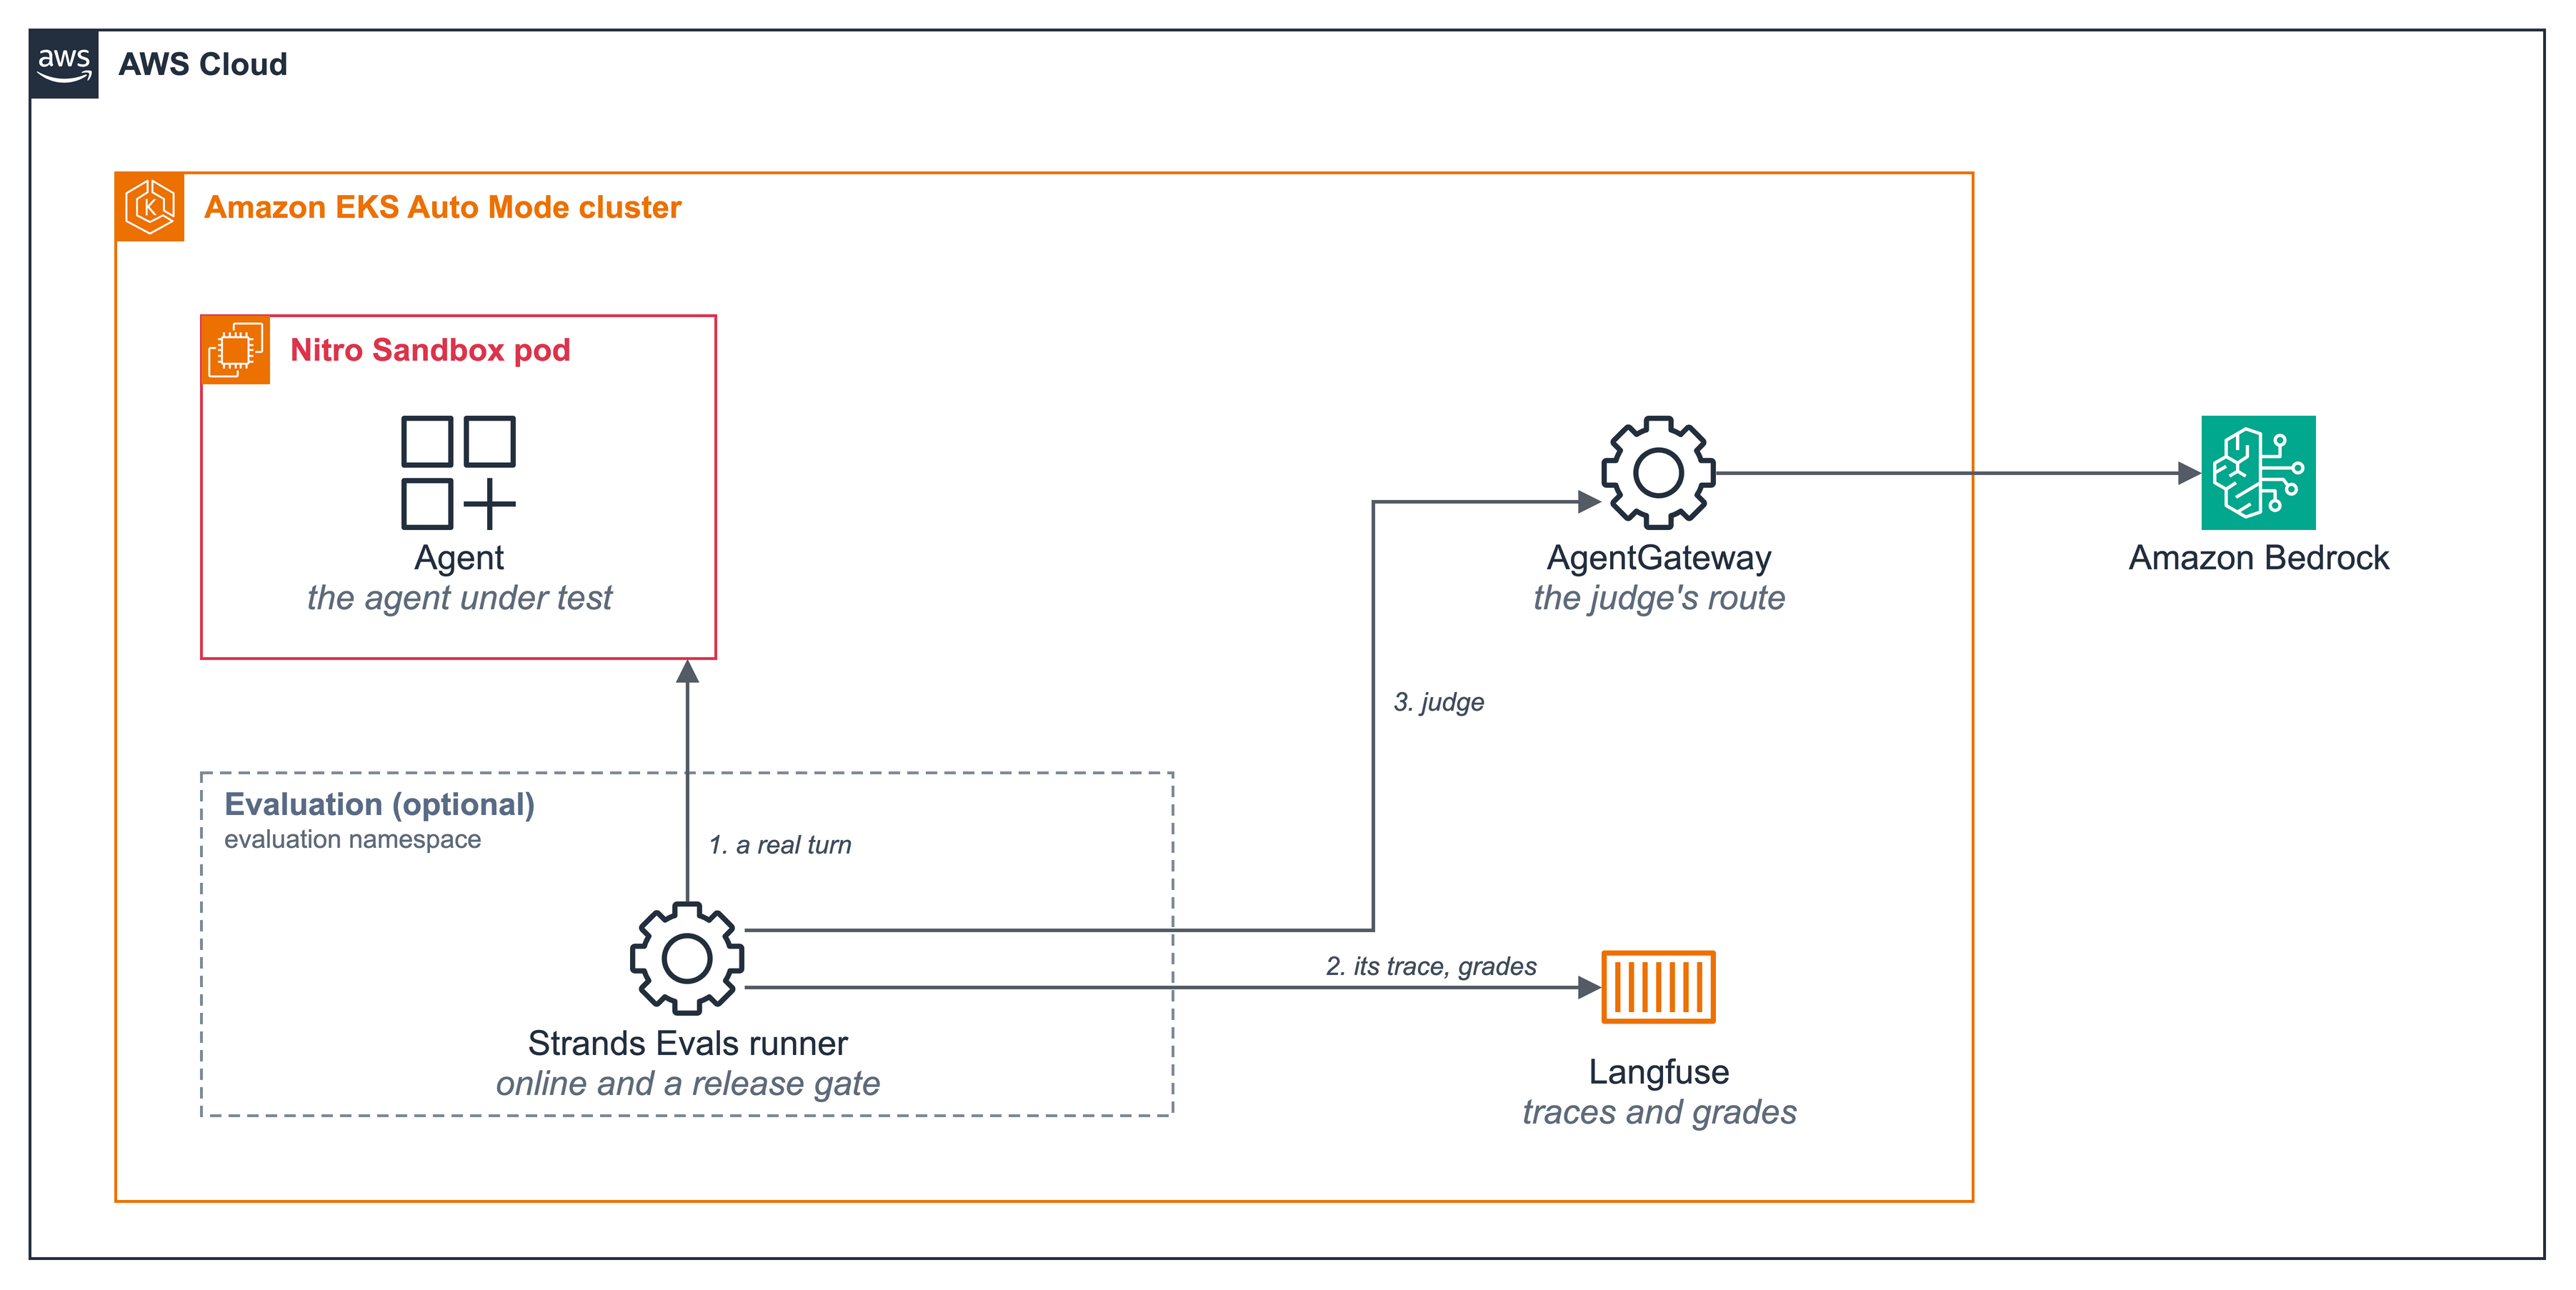 aws
AWS Cloud
Amazon EKS Auto Mode cluster
Nitro Sandbox pod
Agent
the agent under test
AgentGateway
the judge's route
Amazon Bedrock
3. judge
Evaluation (optional)
evaluation namespace
1. a real turn
2. its trace, grades
Strands Evals runner
online and a release gate
Langfuse
traces and grades